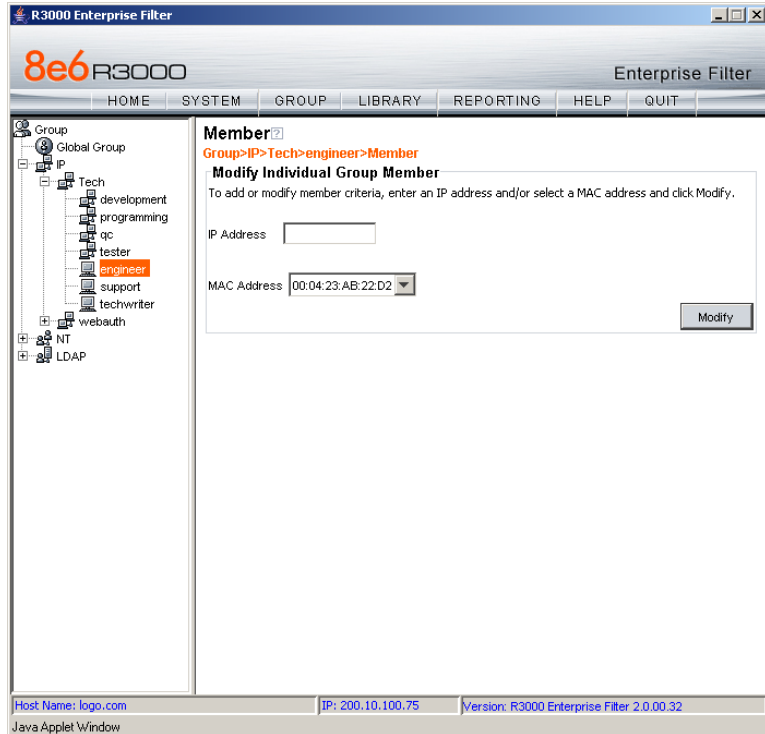 R3000 Enterprise Filter
8e6 R3000
Enterprise Filter
HOME SYSTEM GROUP LIBRARY REPORTING HELP QUIT
Group
Global Group
IP
Tech
development
programming
qc
tester
engineer
support
techwriter
webauth
NT
LDAP
Member?
Group>IP>Tech>engineer>Member
Modify Individual Group Member
To add or modify member criteria, enter an IP address and/or select a MAC address and click Modify.
IP Address
MAC Address 00:04:23:AB:22:D2
Modify
Host Name: logo.com IP: 200.10.100.75 Version: R3000 Enterprise Filter 2.0.00.32
Java Applet Window